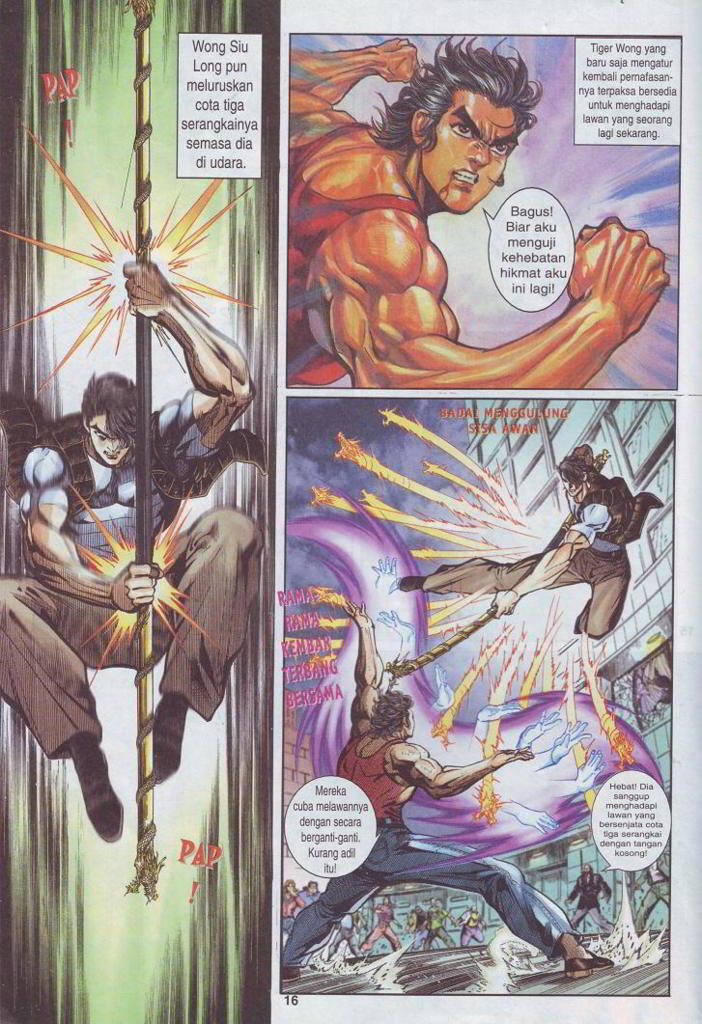 PAP
!
Wong Siu
Long pun
meluruskan
cota tiga
serangkainya
semasa dia
di udara.
PAP
!
Tiger Wong yang
baru saja mengatur
kembali pernafasan-
nya terpaksa bersedia
untuk menghadapi
lawan yang seorang
lagi sekarang.
Bagus!
Biar aku
menguji
kehebatan
hikmat aku
ini lagi!
BADAI MENGGULUNG
SISA AWAN
RAMA
RAMA
KEMBAR
TERBANG
BERSAMA
Mereka
cuba melawannya
dengan secara
berganti-ganti.
Kurang adil
itu!
Hebat! Dia
sanggup
menghadapi
lawan yang
bersenjata cota
tiga serangkai
dengan tangan
kosong!
16